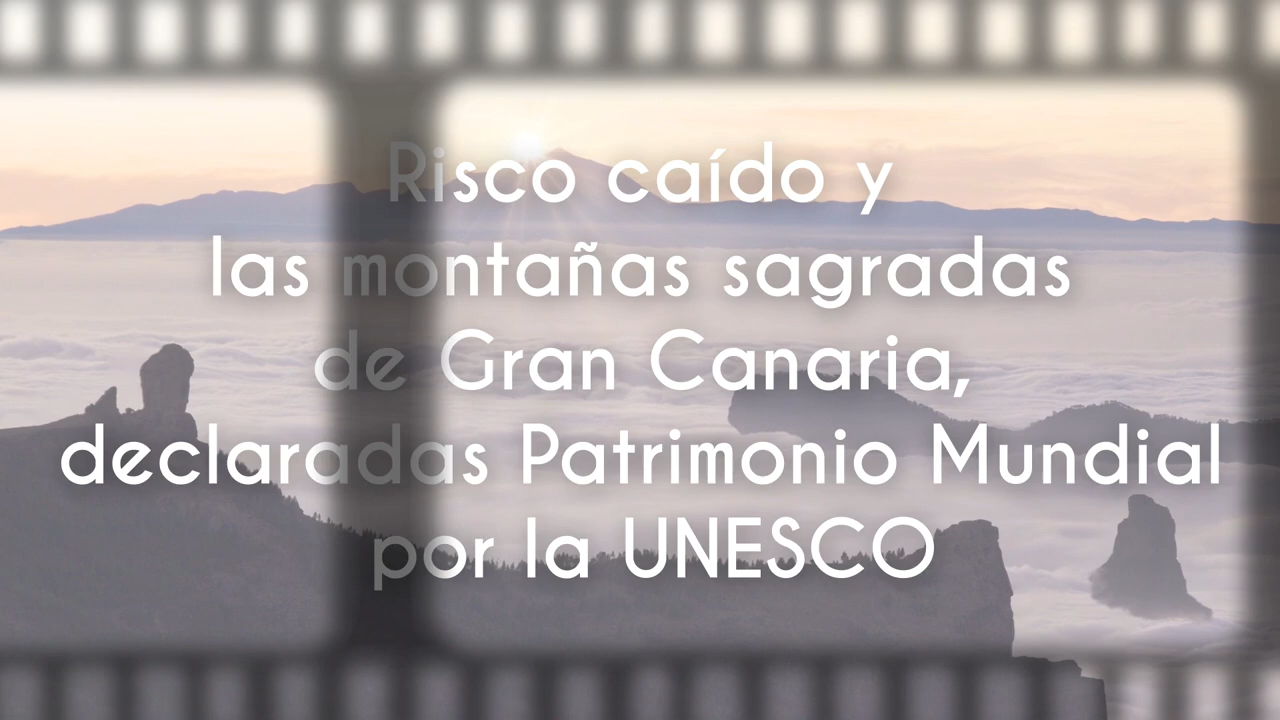 Risco caído y
las montañas sagradas
de Gran Canaria,
declaradas Patrimonio Mundial
por la UNESCO